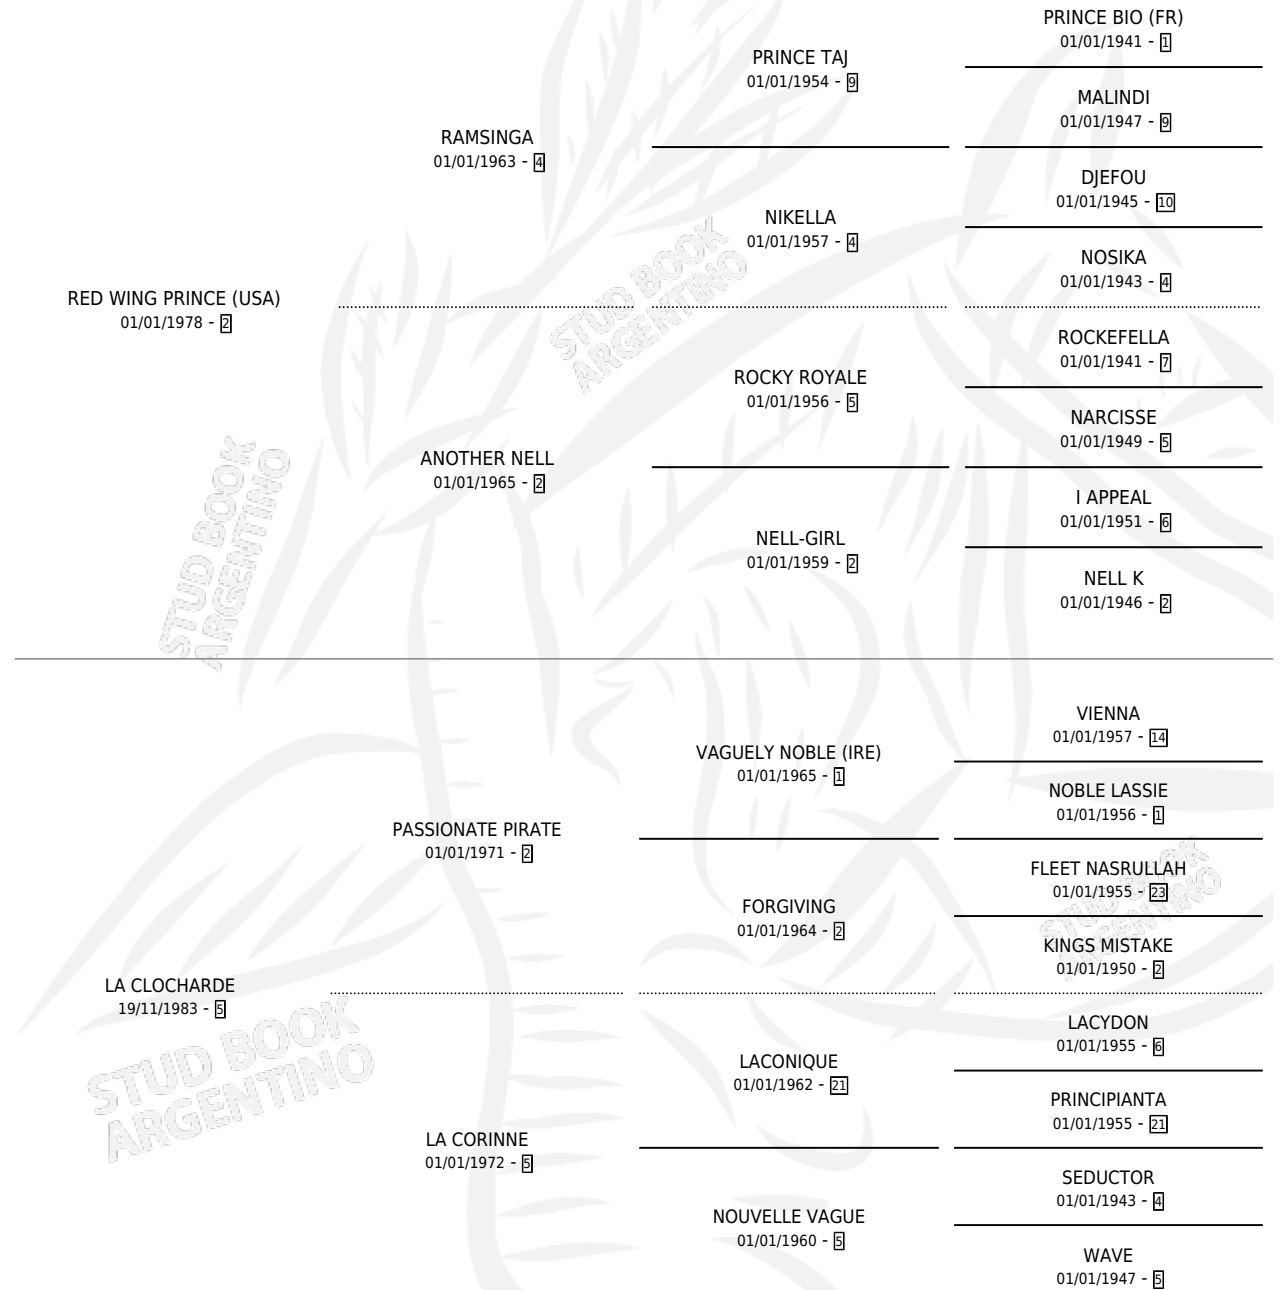 PRINCE BIO (FR)
01/01/1941 - 1
PRINCE TAJ
01/01/1954 - 9
MALINDI
01/01/1947 - 9
RAMSINGA
01/01/1963 - 4
DJEFOU
01/01/1945 - 10
NIKELLA
01/01/1957 - 4
NOSIKA
01/01/1943 - 4
RED WING PRINCE (USA)
01/01/1978 - 2
ROCKEFELLA
01/01/1941 - 7
ROCKY ROYALE
01/01/1956 - 5
NARCISSE
01/01/1949 - 5
ANOTHER NELL
01/01/1965 - 2
I APPEAL
01/01/1951 - 6
NELL-GIRL
01/01/1959 - 2
NELL K
01/01/1946 - 2
VIENNA
01/01/1957 - 14
VAGUELY NOBLE (IRE)
01/01/1965 - 1
NOBLE LASSIE
01/01/1956 - 1
PASSIONATE PIRATE
01/01/1971 - 2
FLEET NASRULLAH
01/01/1955 - 23
FORGIVING
01/01/1964 - 2
KINGS MISTAKE
01/01/1950 - 2
LA CLOCHARDE
19/11/1983 - 5
LACYDON
01/01/1955 - 6
LACONIQUE
01/01/1962 - 21
PRINCIPIANTA
01/01/1955 - 21
LA CORINNE
01/01/1972 - 5
SEDUCTOR
01/01/1943 - 4
NOUVELLE VAGUE
01/01/1960 - 5
WAVE
01/01/1947 - 5
STUD BOOK
ARGENTINO
STUD BOOK
ARGENTINO
STUD BOOK
ARGENTINO
STUD BOOK
ARGENTINO